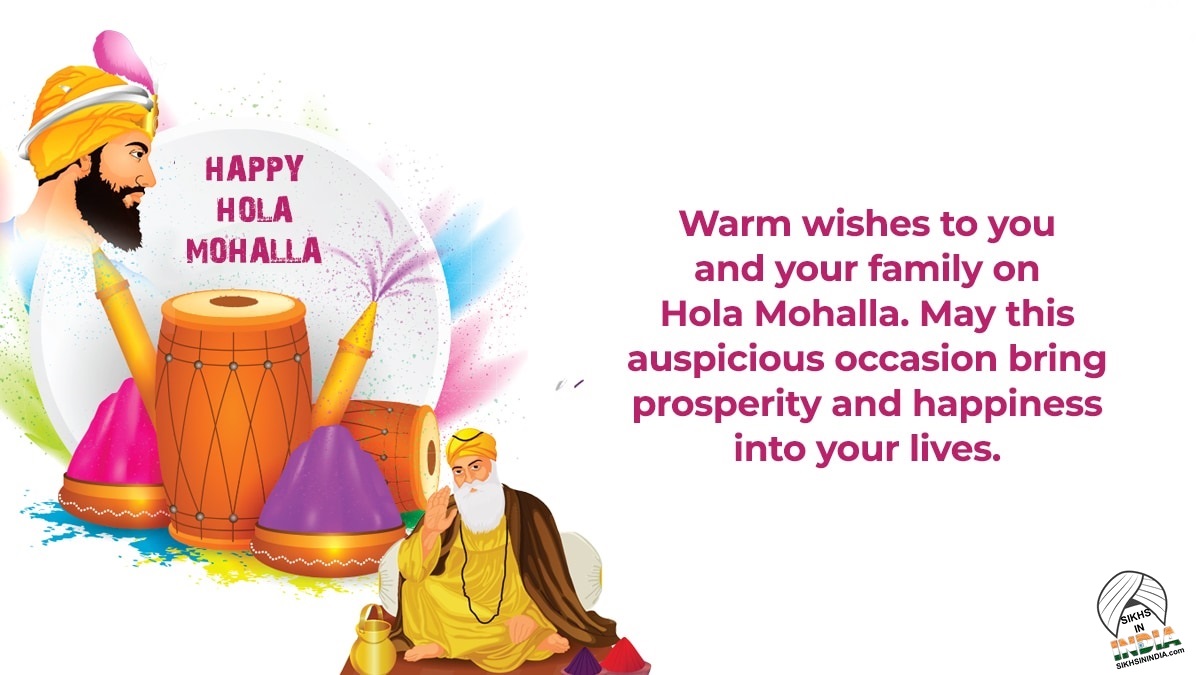 HAPPY
HOLA
MOHALLA
Warm wishes to you
and your family on
Hola Mohalla. May this
auspicious occasion bring
prosperity and happiness
into your lives.
SIKHS
IN
INDIA
SIKHSININDIA.com